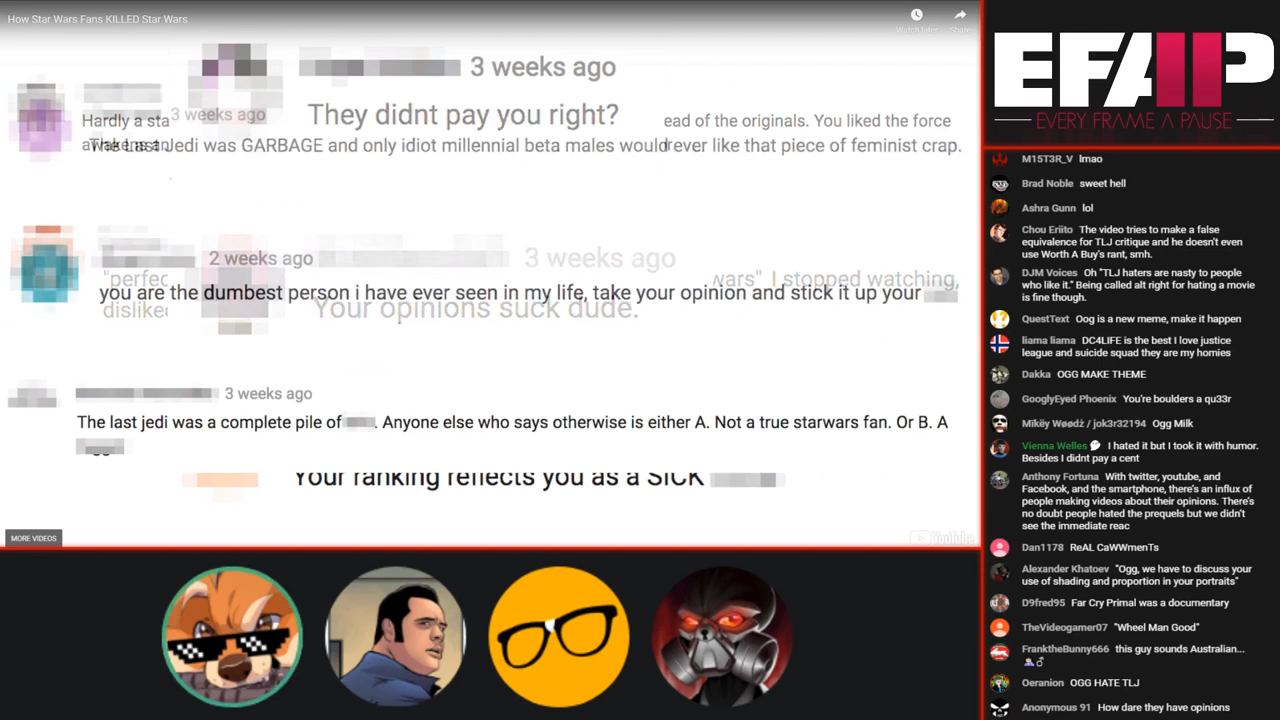 How Star Wars Fans KILLED Star Wars
Watch later
Share
3 weeks ago
3 weeks ago
They didnt pay you right?
Hardly a sta
ead of the originals. You liked the force
The Last Jedi was GARBAGE and only idiot millennial beta males would ever like that piece of feminist crap.
2 weeks ago
3 weeks ago
"perfec
wars" I stopped watching,
you are the dumbest person i have ever seen in my life, take your opinion and stick it up your
dislike
Your opinions suck dude.
3 weeks ago
The last jedi was a complete pile of
. Anyone else who says otherwise is either A. Not a true starwars fan. Or B. A
Your ranking reflects you as a SICK
MORE VIDEOS
YouTube
EFAP
EVERY FRAME A PAUSE
M15T3R_V lmao
Brad Noble sweet hell
Ashra Gunn lol
Chou Eriito The video tries to make a false
equivalence for TLJ critique and he doesn't even
use Worth A Buy's rant, smh.
DJM Voices Oh "TLJ haters are nasty to people
who like it." Being called alt right for hating a movie
is fine though.
QuestText Oog is a new meme, make it happen
liama liama DC4LIFE is the best I love justice
league and suicide squad they are my homies
Dakka OGG MAKE THEME
GooglyEyed Phoenix You're boulders a qu33r
Mikëy Wøødž / jok3r32194 Ogg Milk
Vienna Welles I hated it but I took it with humor.
Besides I didnt pay a cent
Anthony Fortuna With twitter, youtube, and
Facebook, and the smartphone, there's an influx of
people making videos about their opinions. There's
no doubt people hated the prequels but we didn't
see the immediate reac
Dan1178 ReAL CaWWmenTs
Alexander Khatoev "Ogg, we have to discuss your
use of shading and proportion in your portraits"
D9fred95 Far Cry Primal was a documentary
TheVideogamer07 "Wheel Man Good"
FranktheBunny666 this guy sounds Australian...
Oeranion OGG HATE TLJ
Anonymous 91 How dare they have opinions